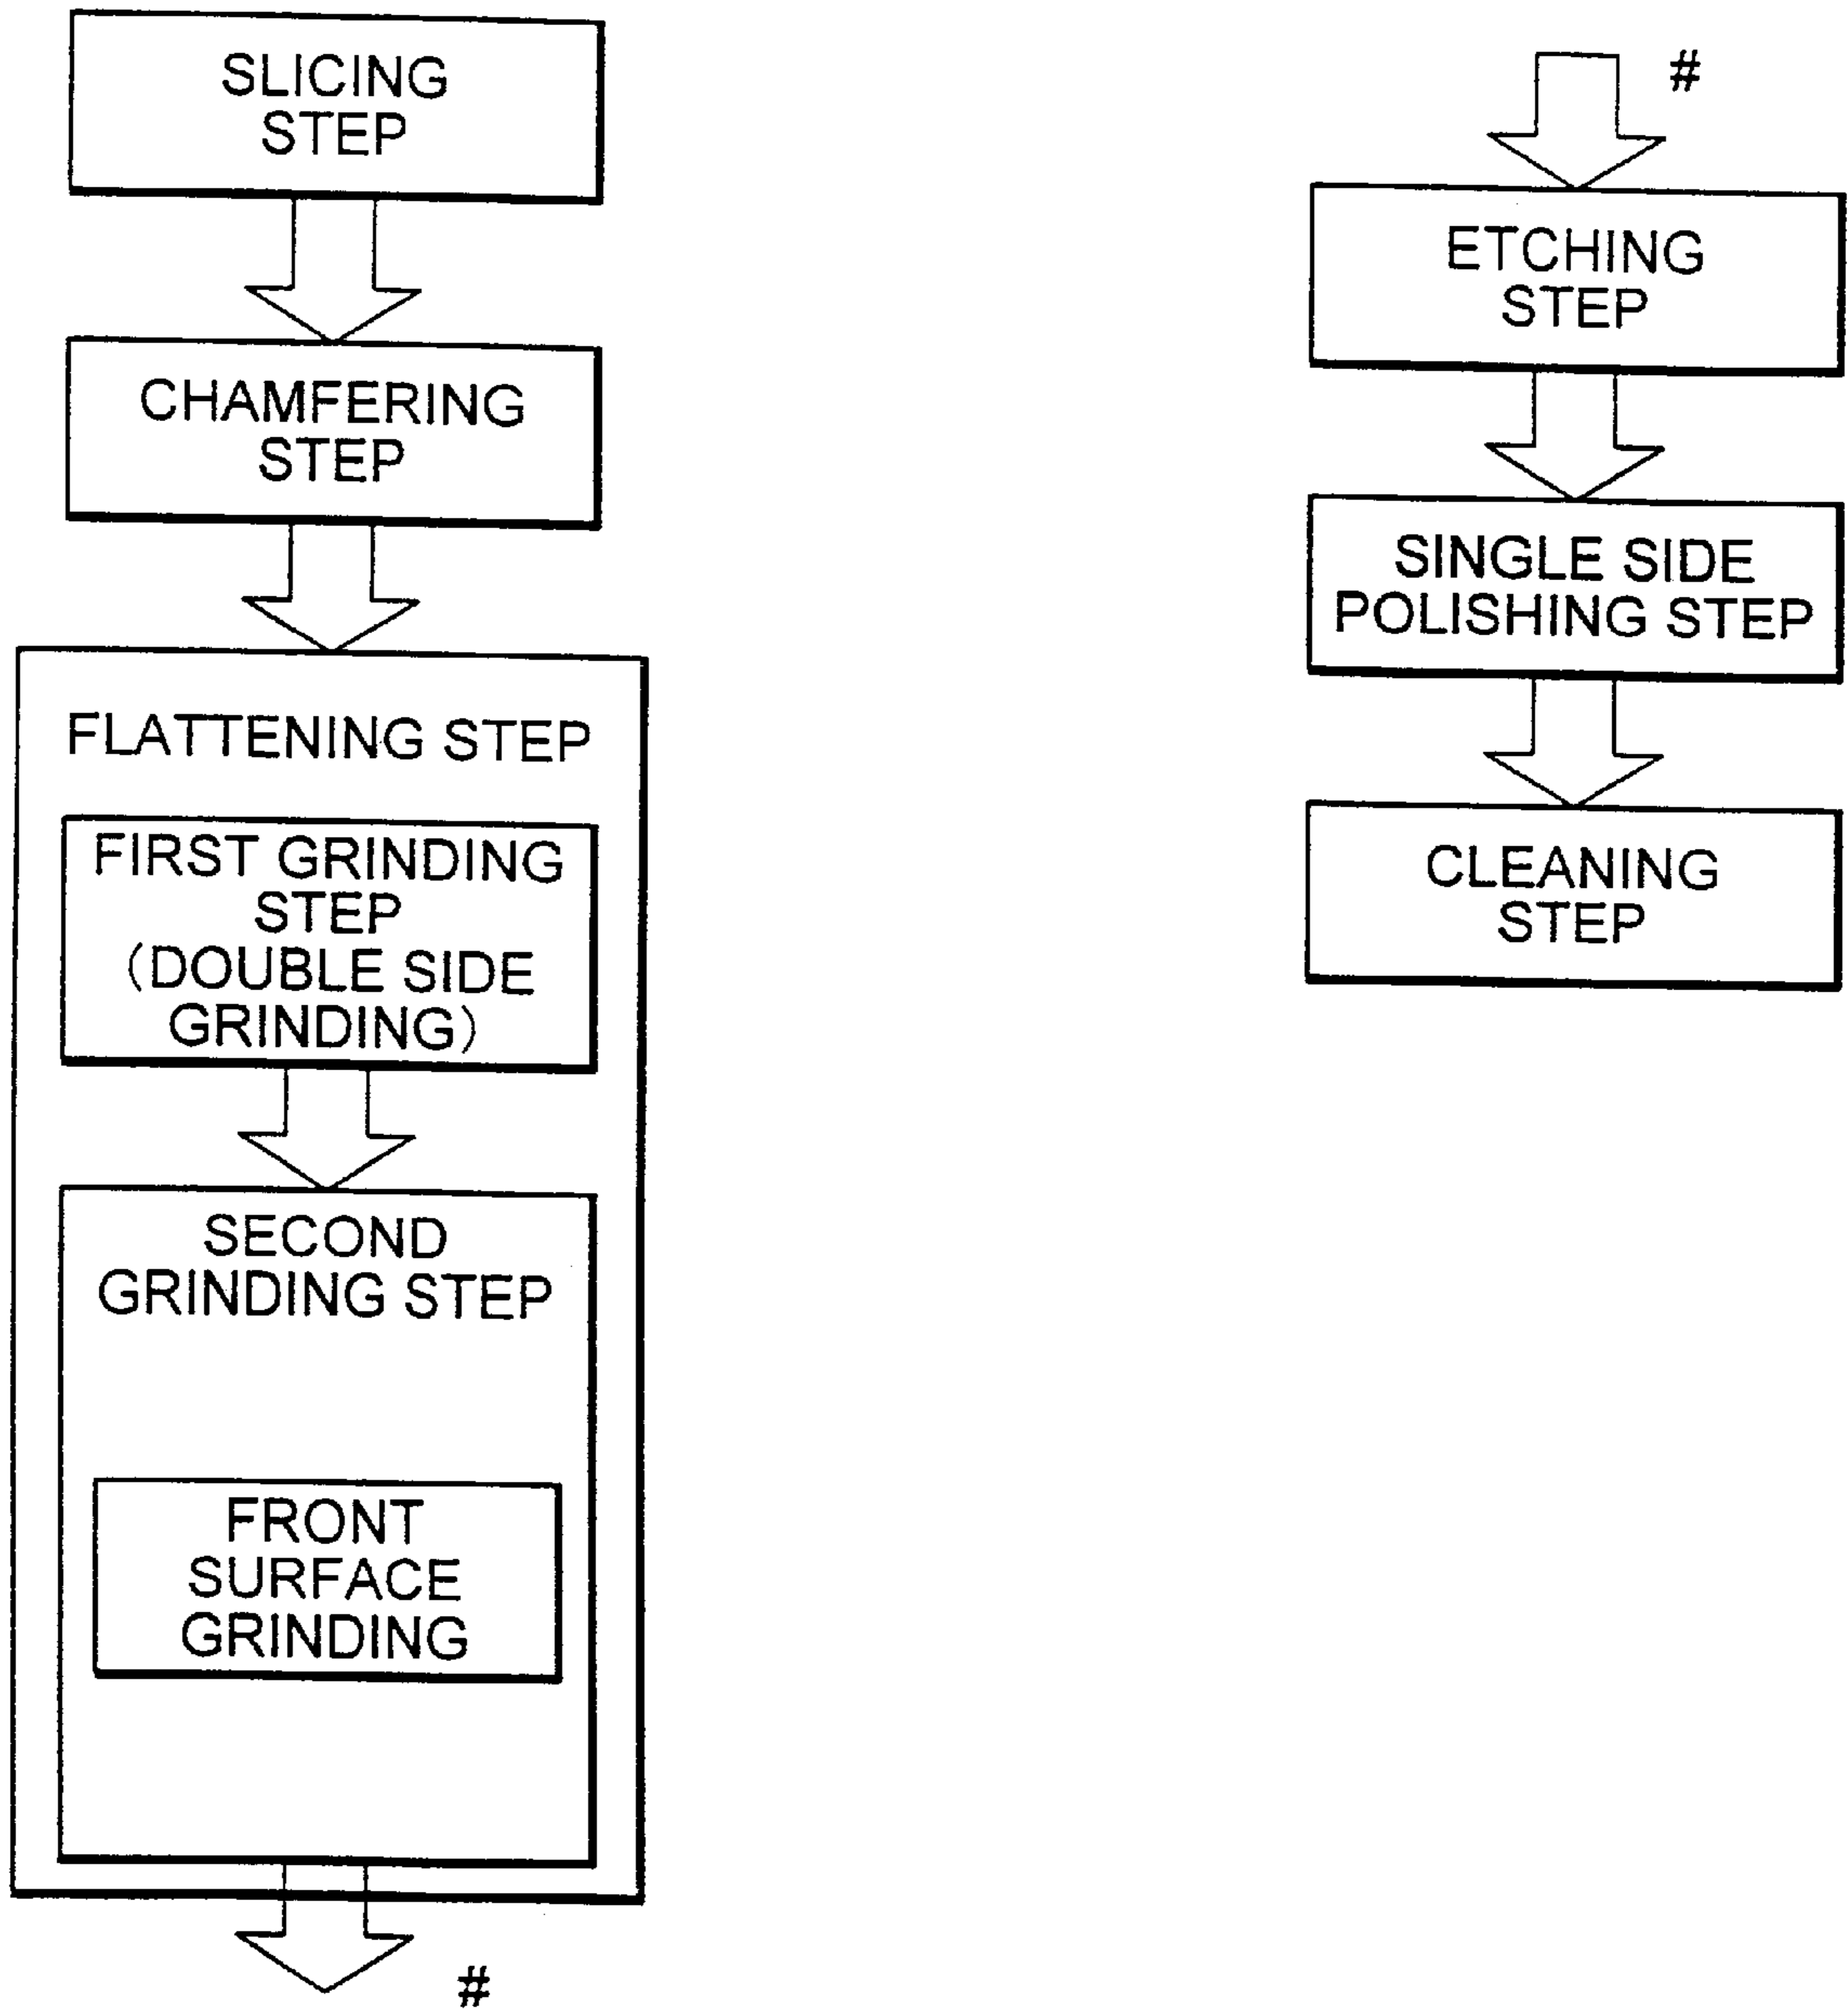 SLICING
STEP
CHAMFERING
STEP
FLATTENING STEP
FIRST GRINDING
STEP
(DOUBLE SIDE
GRINDING)
SECOND
GRINDING STEP
FRONT
SURFACE
GRINDING
#
#
ETCHING
STEP
SINGLE SIDE
POLISHING STEP
CLEANING
STEP